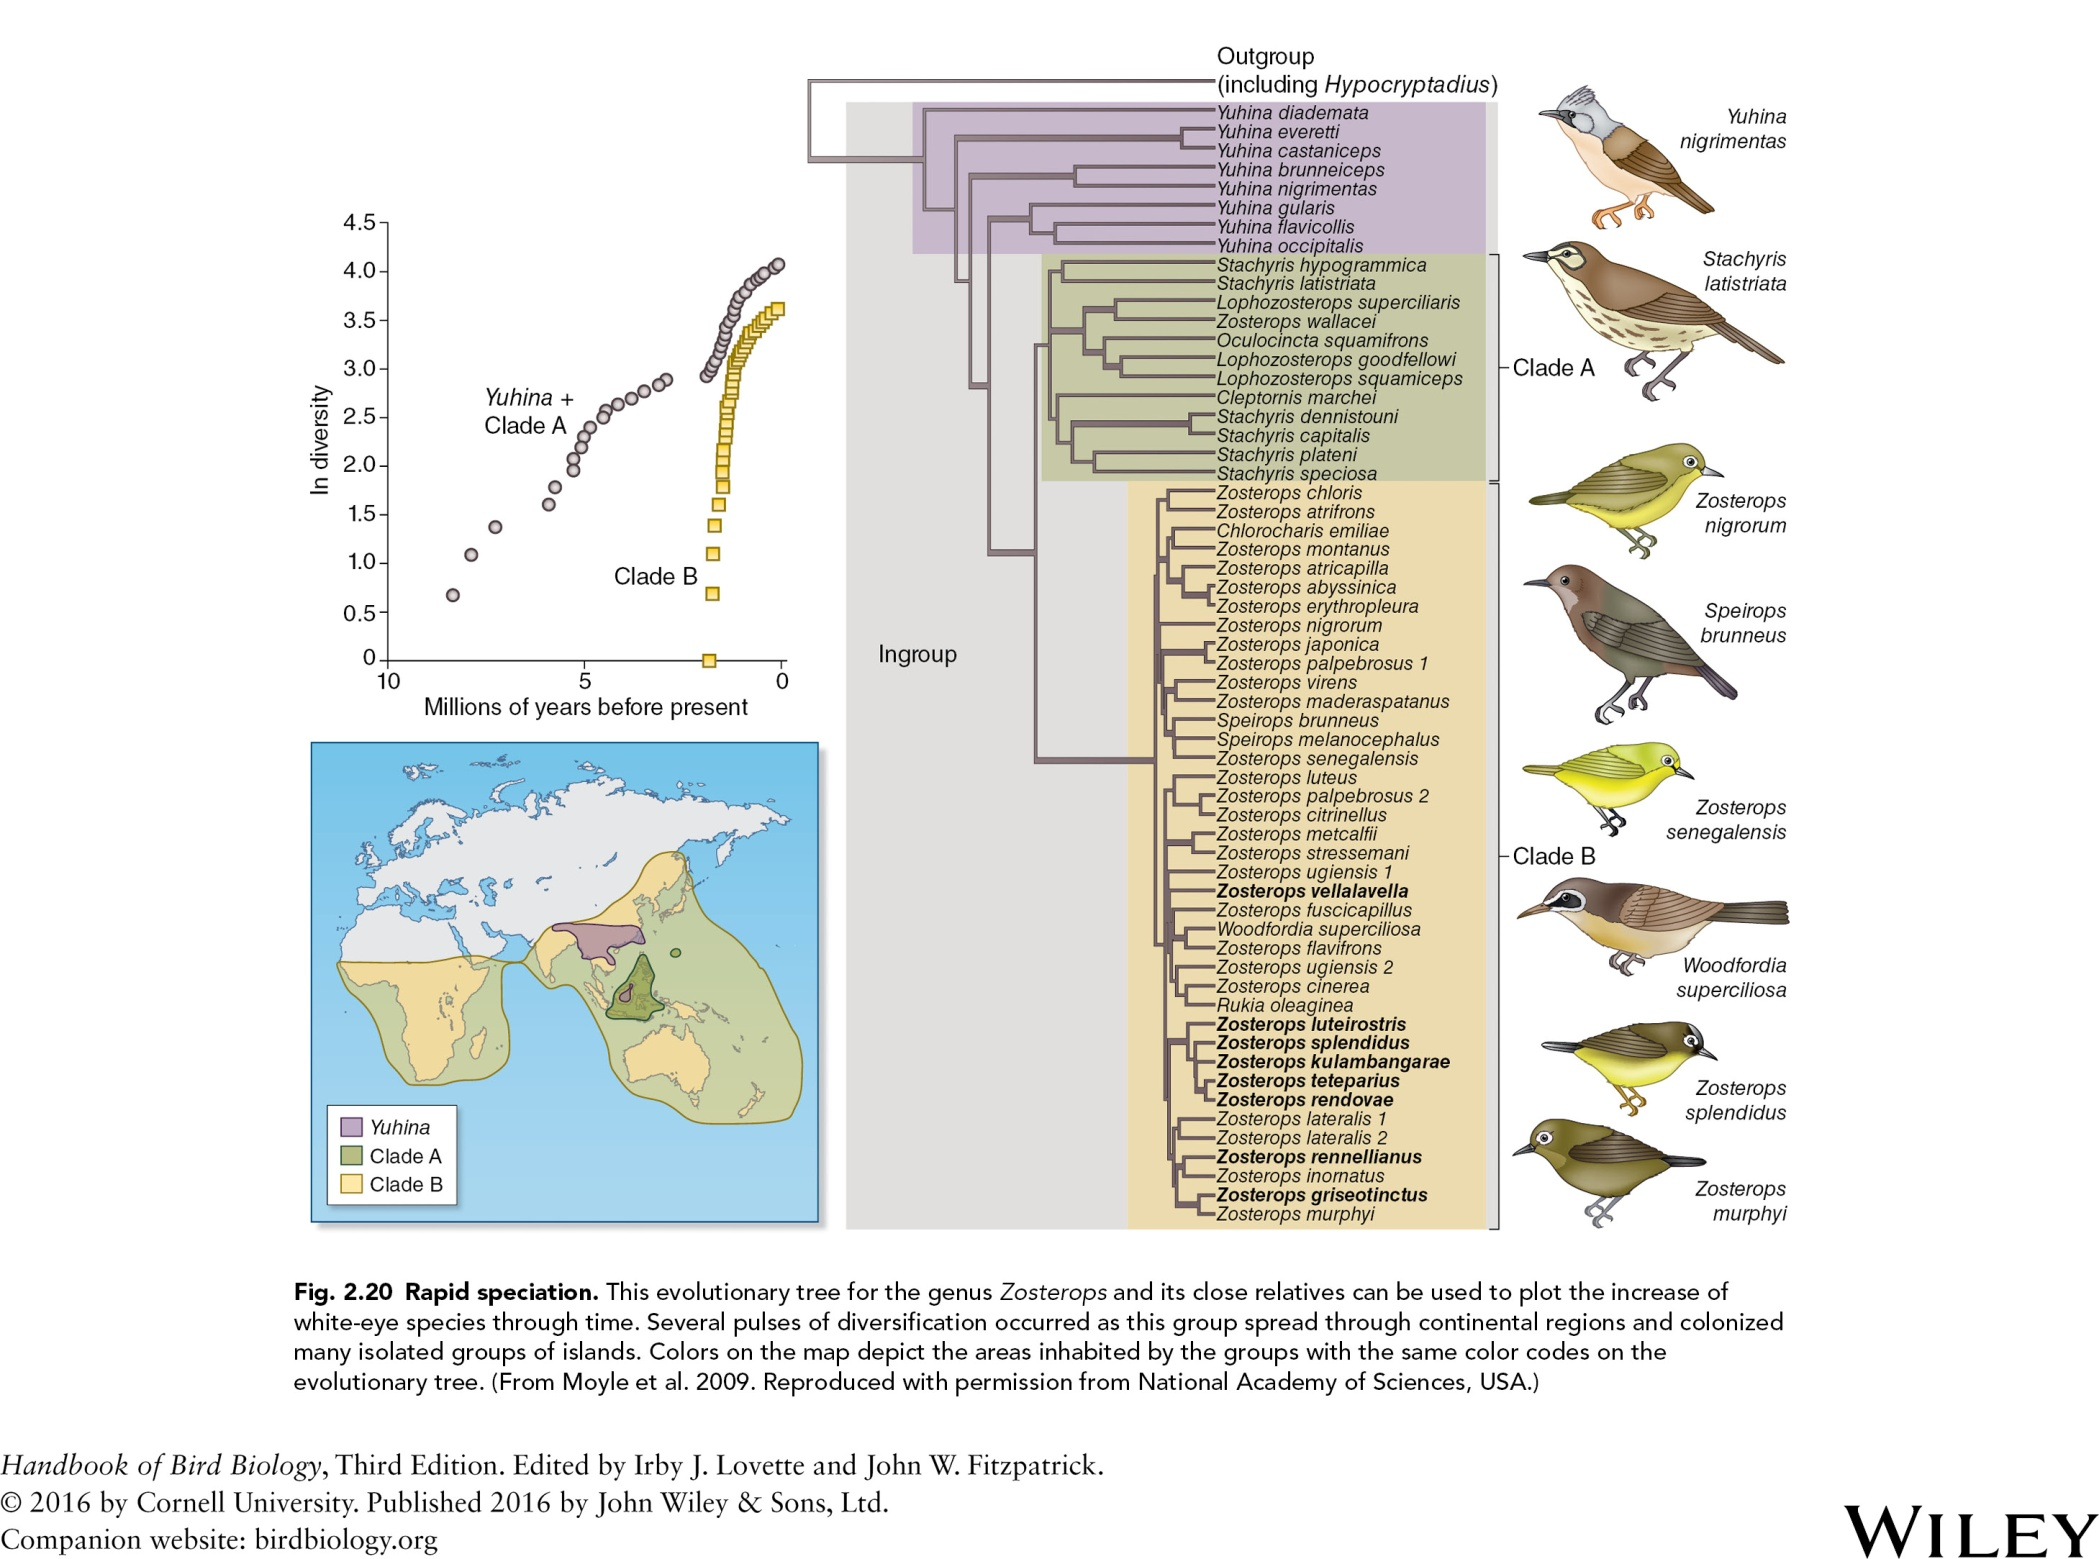 4.5
4.0
3.5
3.0
2.5
2.0
1.5
1.0
0.5
0
ln diversity
Yuhina +
Clade A
Clade B
10
5
0
Millions of years before present
Yuhina
Clade A
Clade B
Outgroup
(including Hypocryptadius)
Ingroup
Yuhina diademata
Yuhina everetti
Yuhina castaniceps
Yuhina brunneiceps
Yuhina nigrimentas
Yuhina gularis
Yuhina flavicollis
Yuhina occipitalis
Stachyris hypogrammica
Stachyris latistriata
Lophozosterops superciliaris
Zosterops wallacei
Oculocincta squamifrons
Lophozosterops goodfellowi
Lophozosterops squamiceps
Cleptornis marchei
Stachyris dennistouni
Stachyris capitalis
Stachyris plateni
Stachyris speciosa
Zosterops chloris
Zosterops atrifrons
Chlorocharis emiliae
Zosterops montanus
Zosterops atricapilla
Zosterops abyssinica
Zosterops erythropleura
Zosterops nigrorum
Zosterops japonica
Zosterops palpebrosus 1
Zosterops virens
Zosterops maderaspatanus
Speirops brunneus
Speirops melanocephalus
Zosterops senegalensis
Zosterops luteus
Zosterops palpebrosus 2
Zosterops citrinellus
Zosterops metcalfii
Zosterops stressemani
Zosterops ugiensis 1
Zosterops vellalavella
Zosterops fuscicapillus
Woodfordia superciliosa
Zosterops flavifrons
Zosterops ugiensis 2
Zosterops cinerea
Rukia oleaginea
Zosterops luteirostris
Zosterops splendidus
Zosterops kulambangarae
Zosterops teteparius
Zosterops rendovae
Zosterops lateralis 1
Zosterops lateralis 2
Zosterops rennellianus
Zosterops inornatus
Zosterops griseotinctus
Zosterops murphyi
Clade A
Clade B
Yuhina
nigrimentas
Stachyris
latistriata
Zosterops
nigrorum
Speirops
brunneus
Zosterops
senegalensis
Woodfordia
superciliosa
Zosterops
splendidus
Zosterops
murphyi
Fig. 2.20 Rapid speciation. This evolutionary tree for the genus Zosterops and its close relatives can be used to plot the increase of
white-eye species through time. Several pulses of diversification occurred as this group spread through continental regions and colonized
many isolated groups of islands. Colors on the map depict the areas inhabited by the groups with the same color codes on the
evolutionary tree. (From Moyle et al. 2009. Reproduced with permission from National Academy of Sciences, USA.)
Handbook of Bird Biology, Third Edition. Edited by Irby J. Lovette and John W. Fitzpatrick.
© 2016 by Cornell University. Published 2016 by John Wiley & Sons, Ltd.
Companion website: birdbiology.org
WILEY